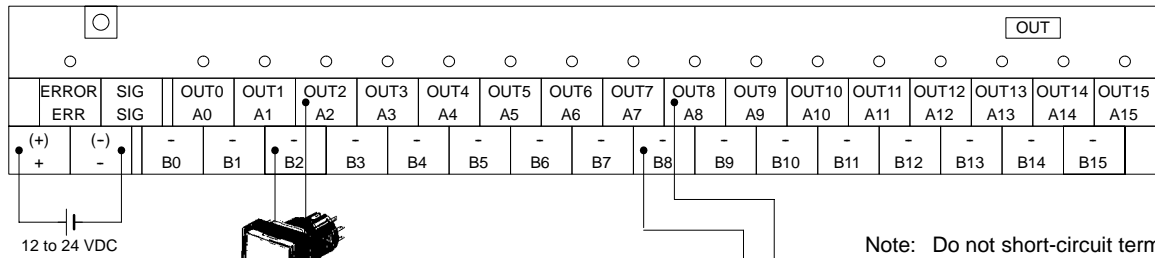 OUT
ERROR SIG OUT0 OUT1 OUT2 OUT3 OUT4 OUT5 OUT6 OUT7 OUT8 OUT9 OUT10 OUT11 OUT12 OUT13 OUT14 OUT15
ERR SIG A0 A1 A2 A3 A4 A5 A6 A7 A8 A9 A10 A11 A12 A13 A14 A15
(+) (-) - - - - - - - - - - - - - - - -
+ - B0 B1 B2 B3 B4 B5 B6 B7 B8 B9 B10 B11 B12 B13 B14 B15
12 to 24 VDC
Note: Do not short-circuit term